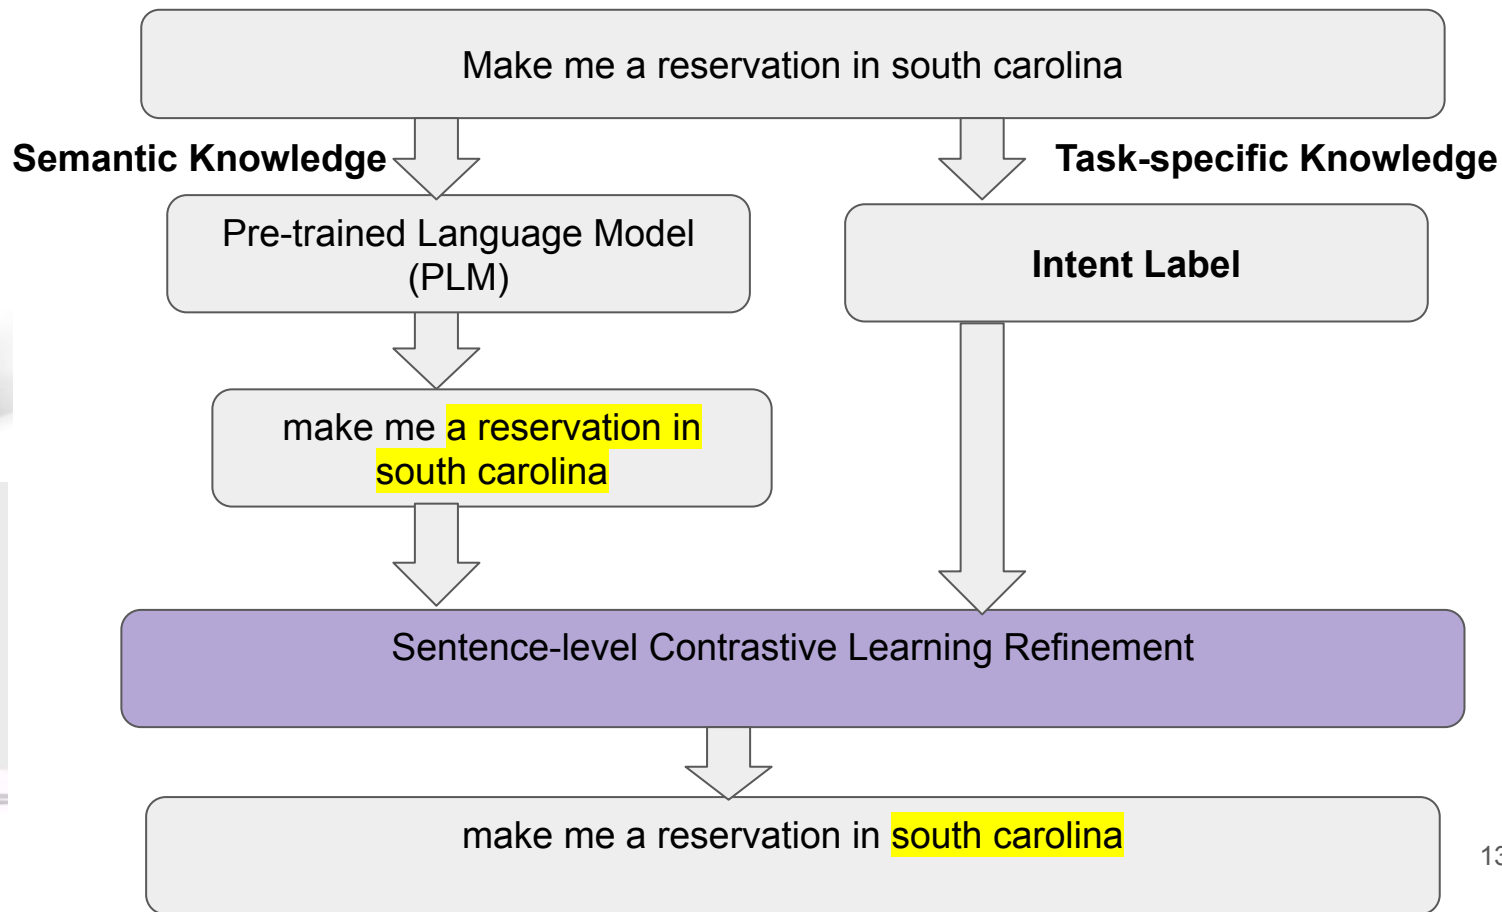 Make me a reservation in south carolina
Semantic Knowledge
Task-specific Knowledge
Pre-trained Language Model
(PLM)
Intent Label
make me a reservation in
south carolina
Sentence-level Contrastive Learning Refinement
make me a reservation in south carolina
13